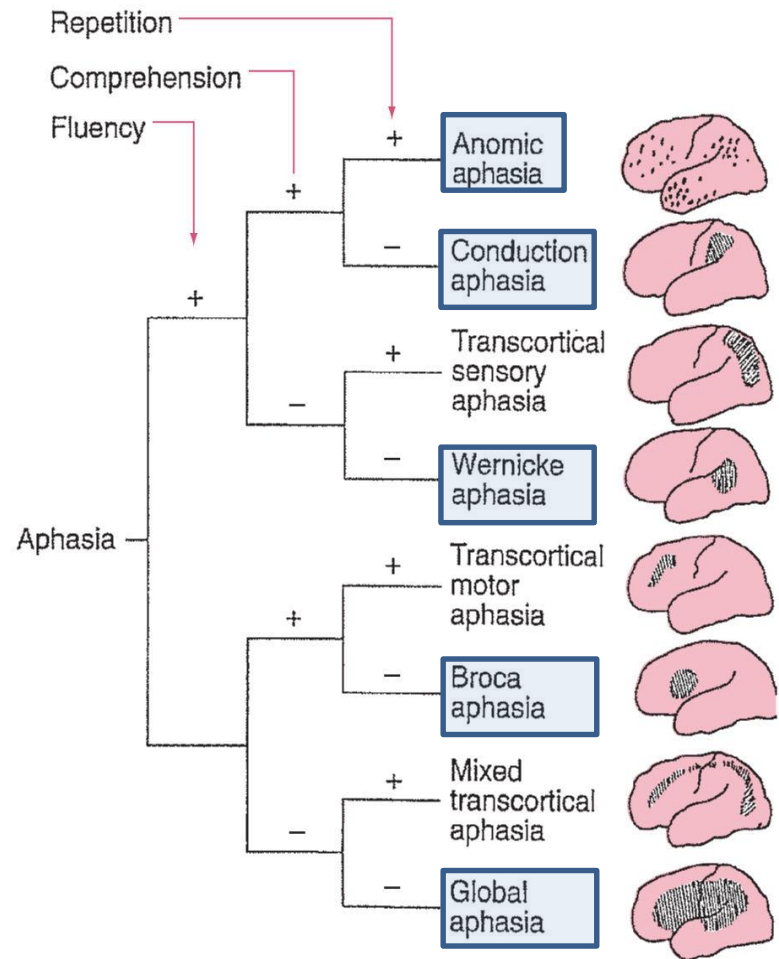 Repetition
Comprehension
Fluency
+
Anomic
aphasia
+
−
Conduction
aphasia
+
+
Transcortical
sensory
aphasia
−
−
Wernicke
aphasia
Aphasia
+
Transcortical
motor
aphasia
+
−
Broca
aphasia
+
Mixed
transcortical
aphasia
−
−
Global
aphasia